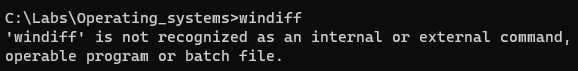 C:\Labs\Operating_systems>windiff
'windiff' is not recognized as an internal or external command,
operable program or batch file.